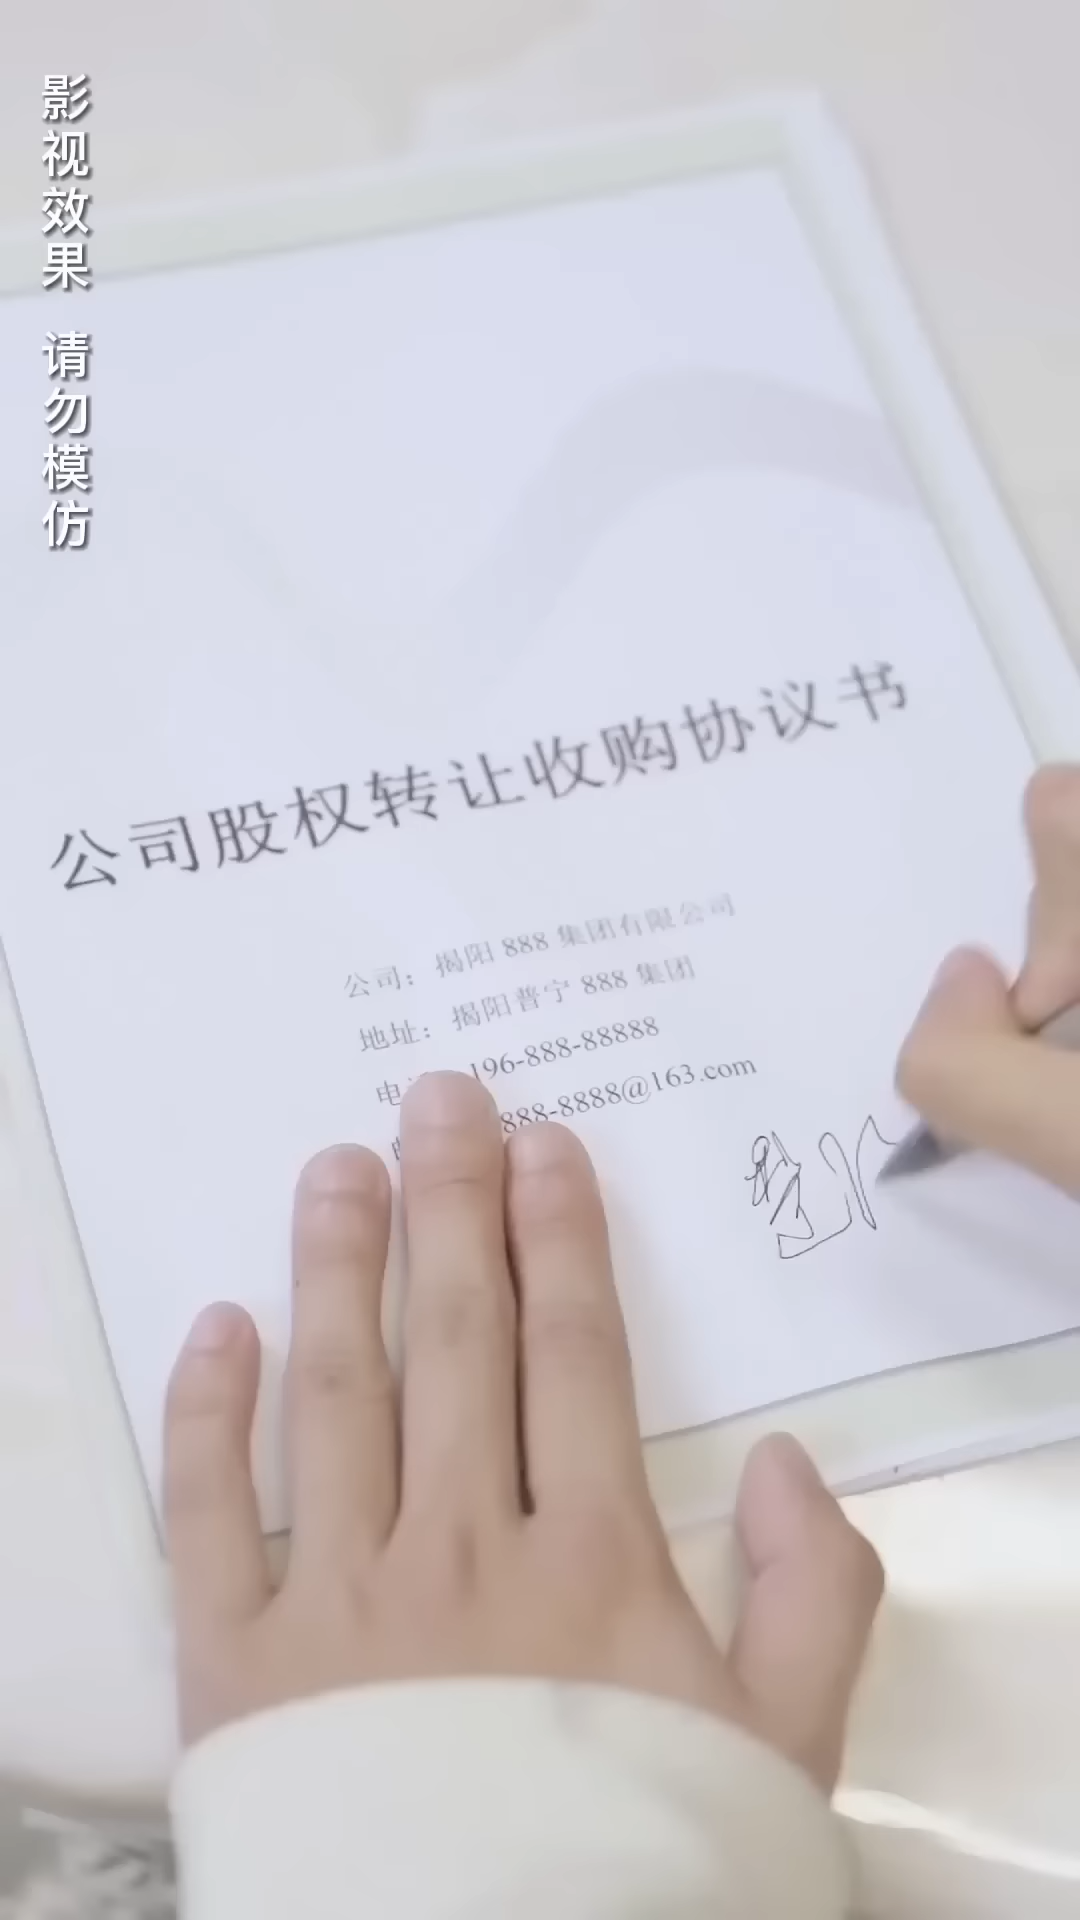 影视效果 请勿模仿
公司股权转让收购协议书
公司：揭阳 888 集团有限公司
地址：揭阳普宁 888 集团
电 196-888-88888
888-8888@163.com